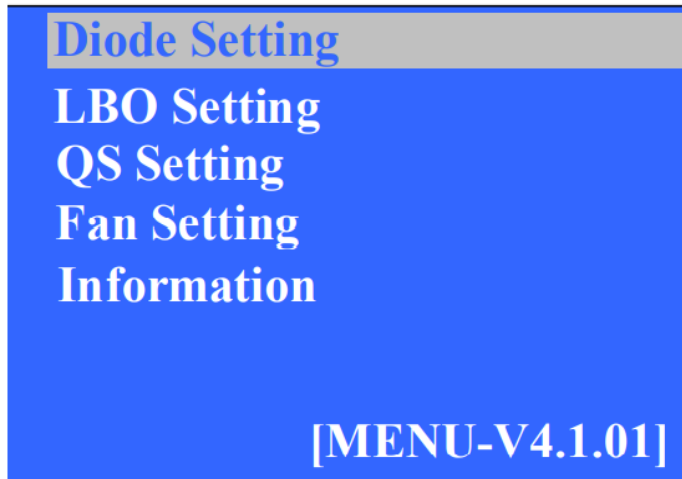 Diode Setting
LBO Setting
QS Setting
Fan Setting
Information
[MENU-V4.1.01]